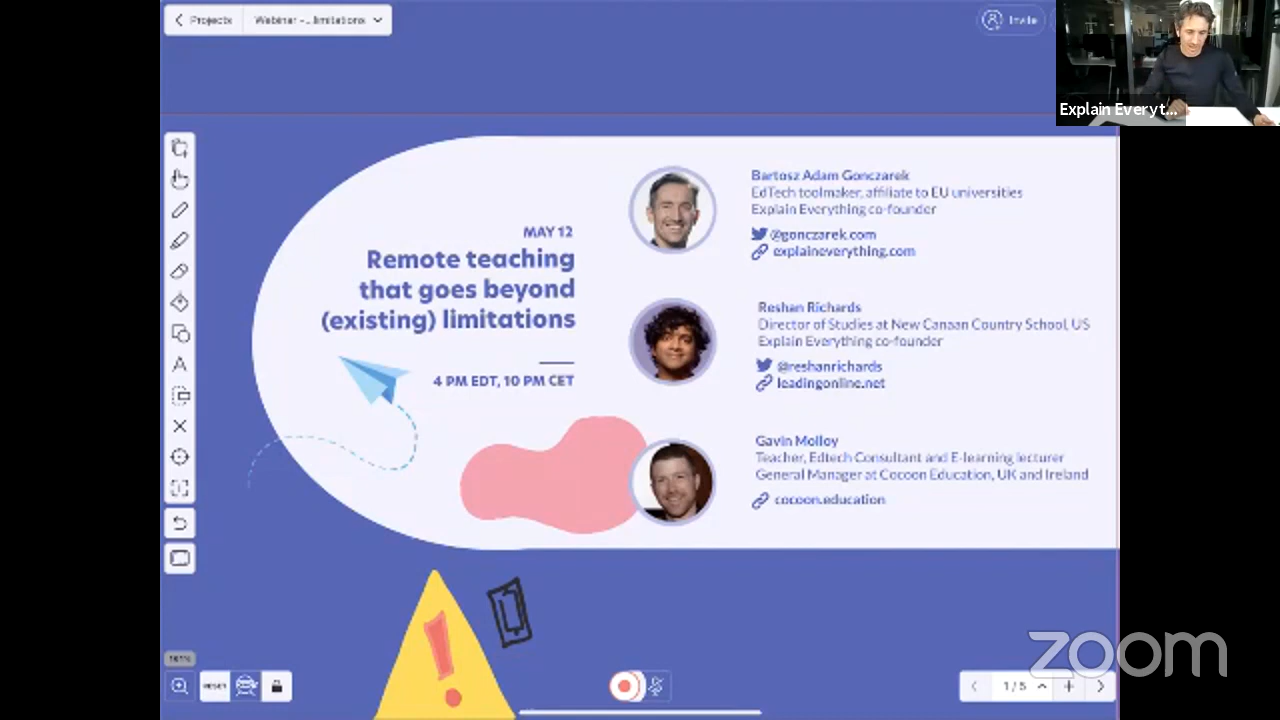 Projects
Webinar -...limitations
Invite
Explain Everyt...
MAY 12
Remote teaching
that goes beyond
(existing) limitations
4 PM EDT, 10 PM CET
Bartosz Adam Gonczarek
EdTech toolmaker, affiliate to EU universities
Explain Everything co-founder
@gonczarek.com
explaineverything.com
Reshan Richards
Director of Studies at New Canaan Country School, US
Explain Everything co-founder
@reshanrichards
leadingonline.net
Gavin Molloy
Teacher, Edtech Consultant and E-learning lecturer
General Manager at Cocoon Education, UK and Ireland
cocoon.education
A
!
zoom
RESET
1 / 5